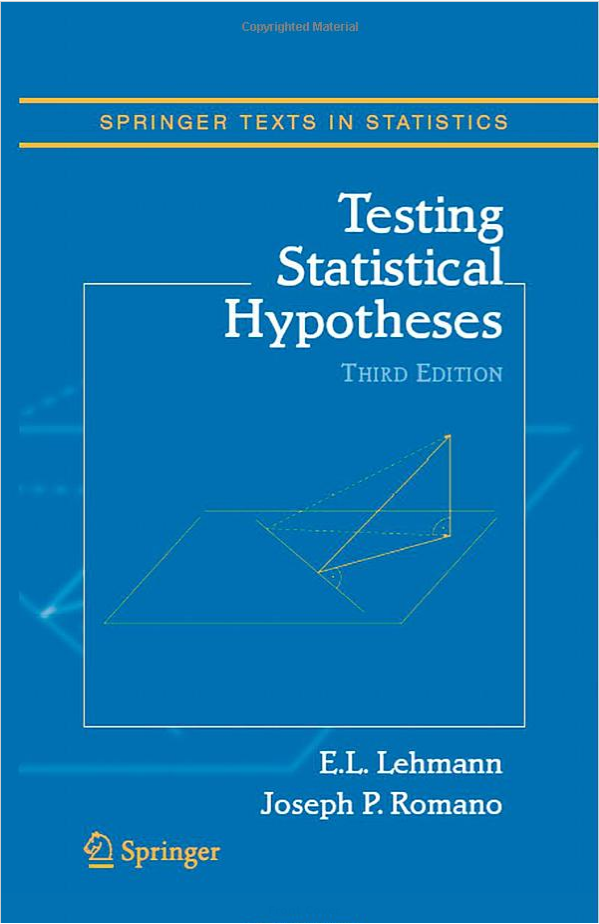 Copyrighted Material
SPRINGER TEXTS IN STATISTICS
Testing
Statistical
Hypotheses
THIRD EDITION
E.L. Lehmann
Joseph P. Romano
Springer